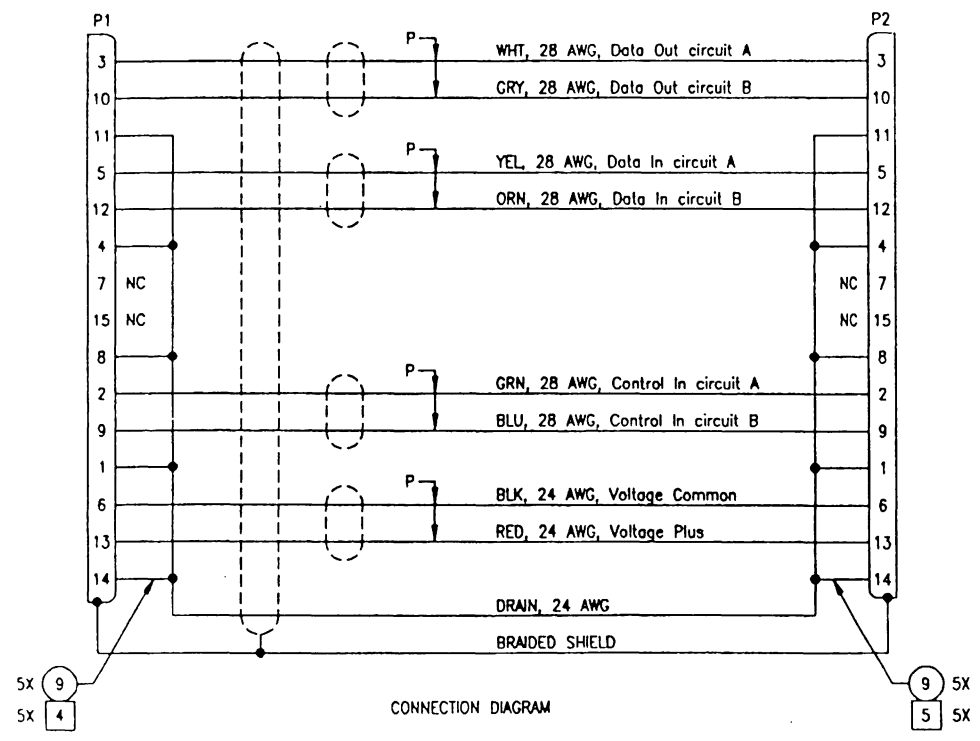 P1 P2
P
WHT, 28 AWG, Data Out circuit A
3 3
GRY, 28 AWG, Data Out circuit B
10 10
11 11
P
YEL, 28 AWG, Data In circuit A
5 5
ORN, 28 AWG, Data In circuit B
12 12
4 4
7 NC NC 7
15 NC NC 15
8 8
P
GRN, 28 AWG, Control In circuit A
2 2
BLU, 28 AWG, Control In circuit B
9 9
1 1
P
BLK, 24 AWG, Voltage Common
6 6
RED, 24 AWG, Voltage Plus
13 13
14 14
DRAIN, 24 AWG
BRAIDED SHIELD
5X 9 9 5X
5X 4 5 5X
CONNECTION DIAGRAM